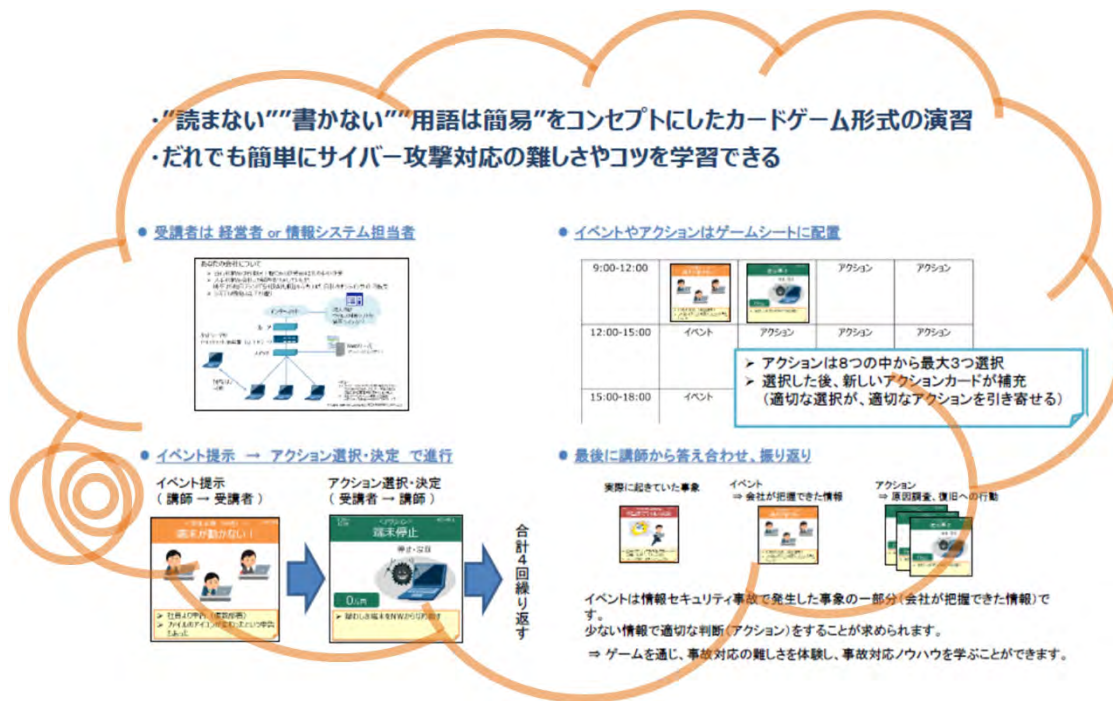 ・”読まない””書かない””用語は簡易”をコンセプトにしたカードゲーム形式の演習
・だれでも簡単にサイバー攻撃対応の難しさやコツを学習できる
● 受講者は 経営者 or 情報システム担当者
あなたの会社について
インターネット
● イベントやアクションはゲームシートに配置
9:00-12:00 アクション アクション
12:00-15:00 イベント アクション アクション アクション
15:00-18:00 イベント
➢ アクションは8つの中から最大3つ選択
➢ 選択した後、新しいアクションカードが補充
(適切な選択が、適切なアクションを引き寄せる)
● イベント提示 → アクション選択・決定 で進行
イベント提示
(講師 → 受講者)
端末が動かない!
アクション選択・決定
(受講者 → 講師)
端末停止
合計4回繰り返す
● 最後に講師から答え合わせ、振り返り
実際に起きていた事象
イベント
⇒ 会社が把握できた情報
アクション
⇒ 原因調査、復旧への行動
イベントは情報セキュリティ事故で発生した事象の一部分(会社が把握できた情報)で
す。
少ない情報で適切な判断(アクション)をすることが求められます。
⇒ ゲームを通じ、事故対応の難しさを体験し、事故対応ノウハウを学ぶことができます。